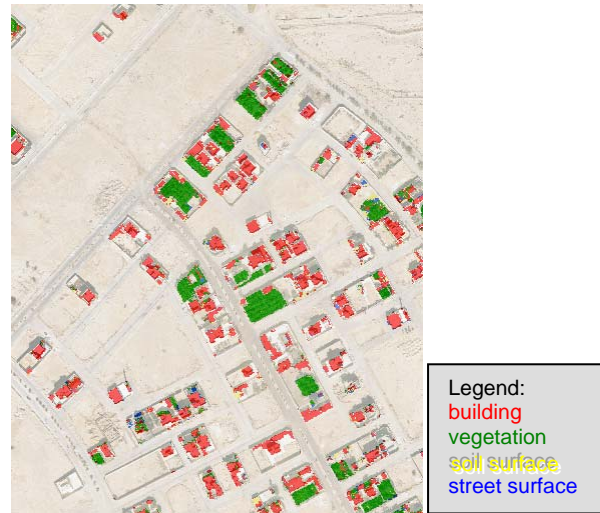 Legend:
building
vegetation
soil surface
street surface